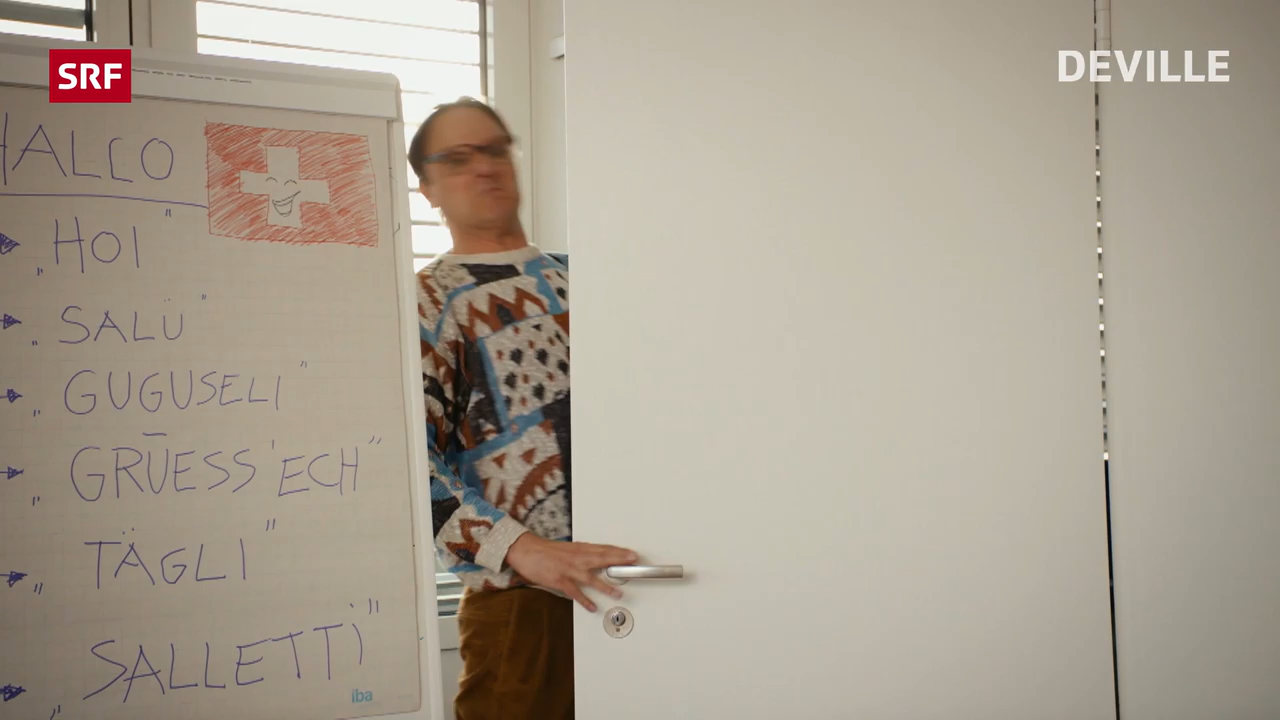 SRF
DEVILLE
HALLO
„HOI"
„SALÜ"
„GUGUSELI"
„GRÜESS'ECH"
„TÄGLI"
„SALLETTI"
iba